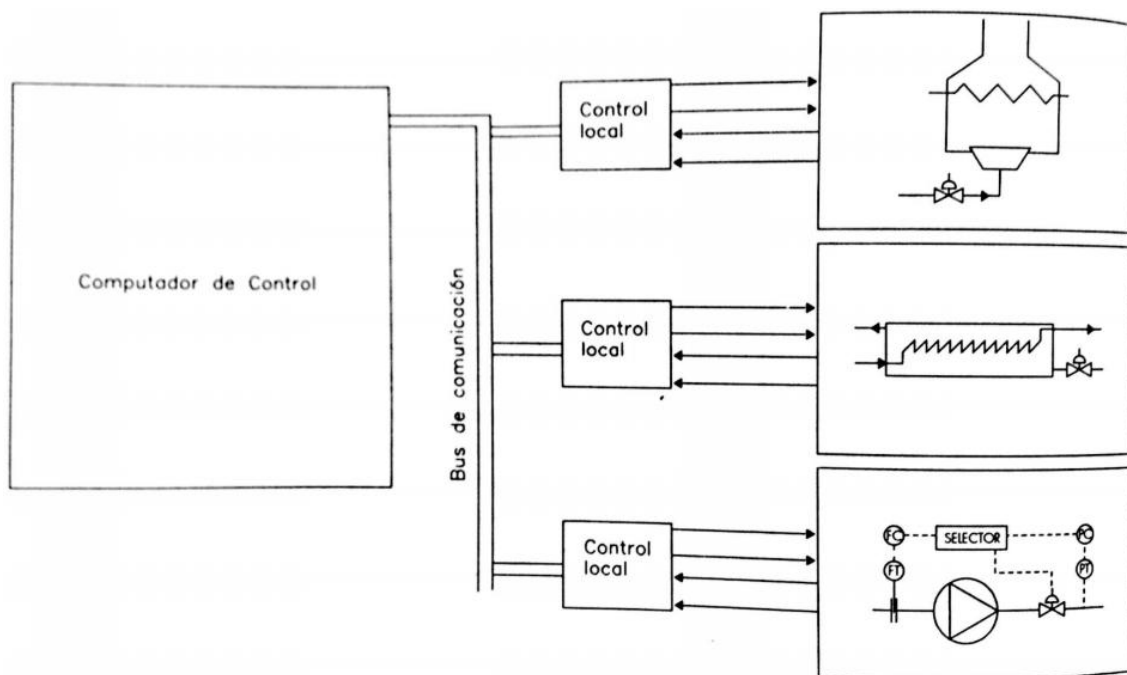 Computador de Control
Bus de comunicación
Control
local
Control
local
Control
local
FC
SELECTOR
PC
FT
PT